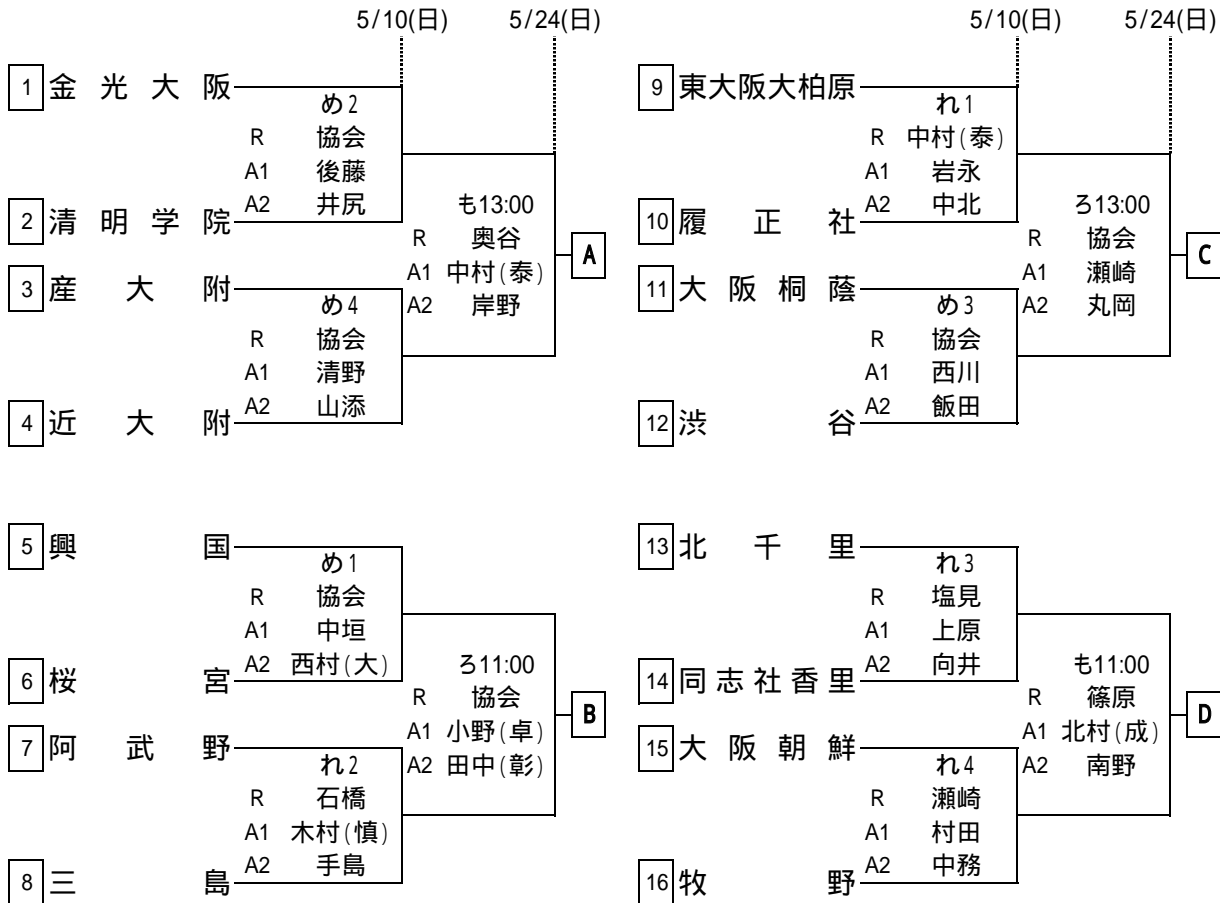 5/10(日) 5/24(日)
1 金光大阪
め2
R 協会
A1 後藤
A2 井尻
2 清明学院
も13:00
R 奥谷
A1 中村(泰)
A2 岸野
A
3 産大附
め4
R 協会
A1 清野
A2 山添
4 近大附
5 興国
め1
R 協会
A1 中垣
A2 西村(大)
6 桜宮
ろ11:00
R 協会
A1 小野(卓)
A2 田中(彰)
B
7 阿武野
れ2
R 石橋
A1 木村(慎)
A2 手島
8 三島
5/10(日) 5/24(日)
9 東大阪大柏原
れ1
R 中村(泰)
A1 岩永
A2 中北
10 履正社
ろ13:00
R 協会
A1 瀬崎
A2 丸岡
C
11 大阪桐蔭
め3
R 協会
A1 西川
A2 飯田
12 渋谷
13 北千里
れ3
R 塩見
A1 上原
A2 向井
14 同志社香里
も11:00
R 篠原
A1 北村(成)
A2 南野
D
15 大阪朝鮮
れ4
R 瀬崎
A1 村田
A2 中務
16 牧野